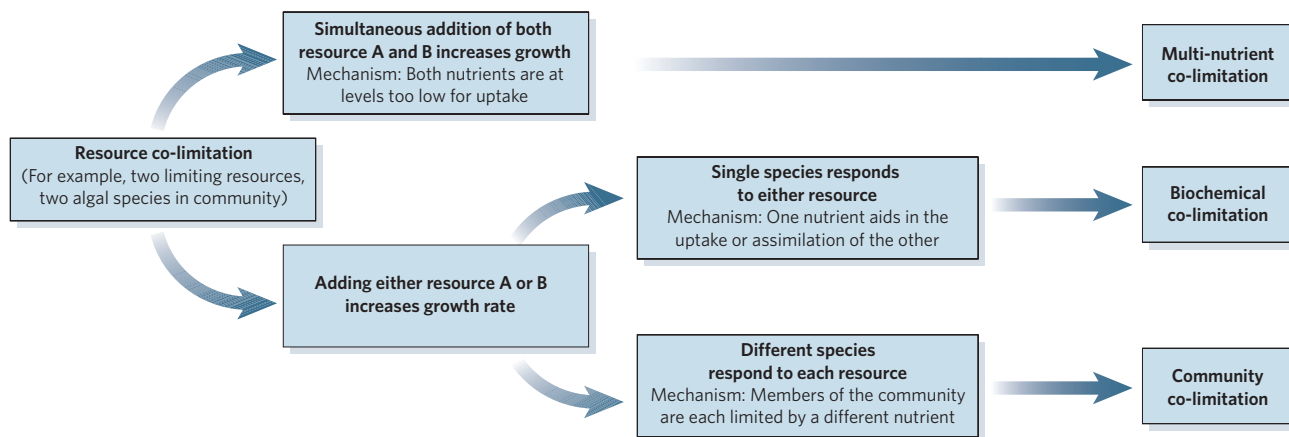 Simultaneous addition of both
resource A and B increases growth
Mechanism: Both nutrients are at
levels too low for uptake
Multi-nutrient
co-limitation
Resource co-limitation
(For example, two limiting resources,
two algal species in community)
Single species responds
to either resource
Mechanism: One nutrient aids in the
uptake or assimilation of the other
Biochemical
co-limitation
Adding either resource A or B
increases growth rate
Different species
respond to each resource
Mechanism: Members of the community
are each limited by a different nutrient
Community
co-limitation